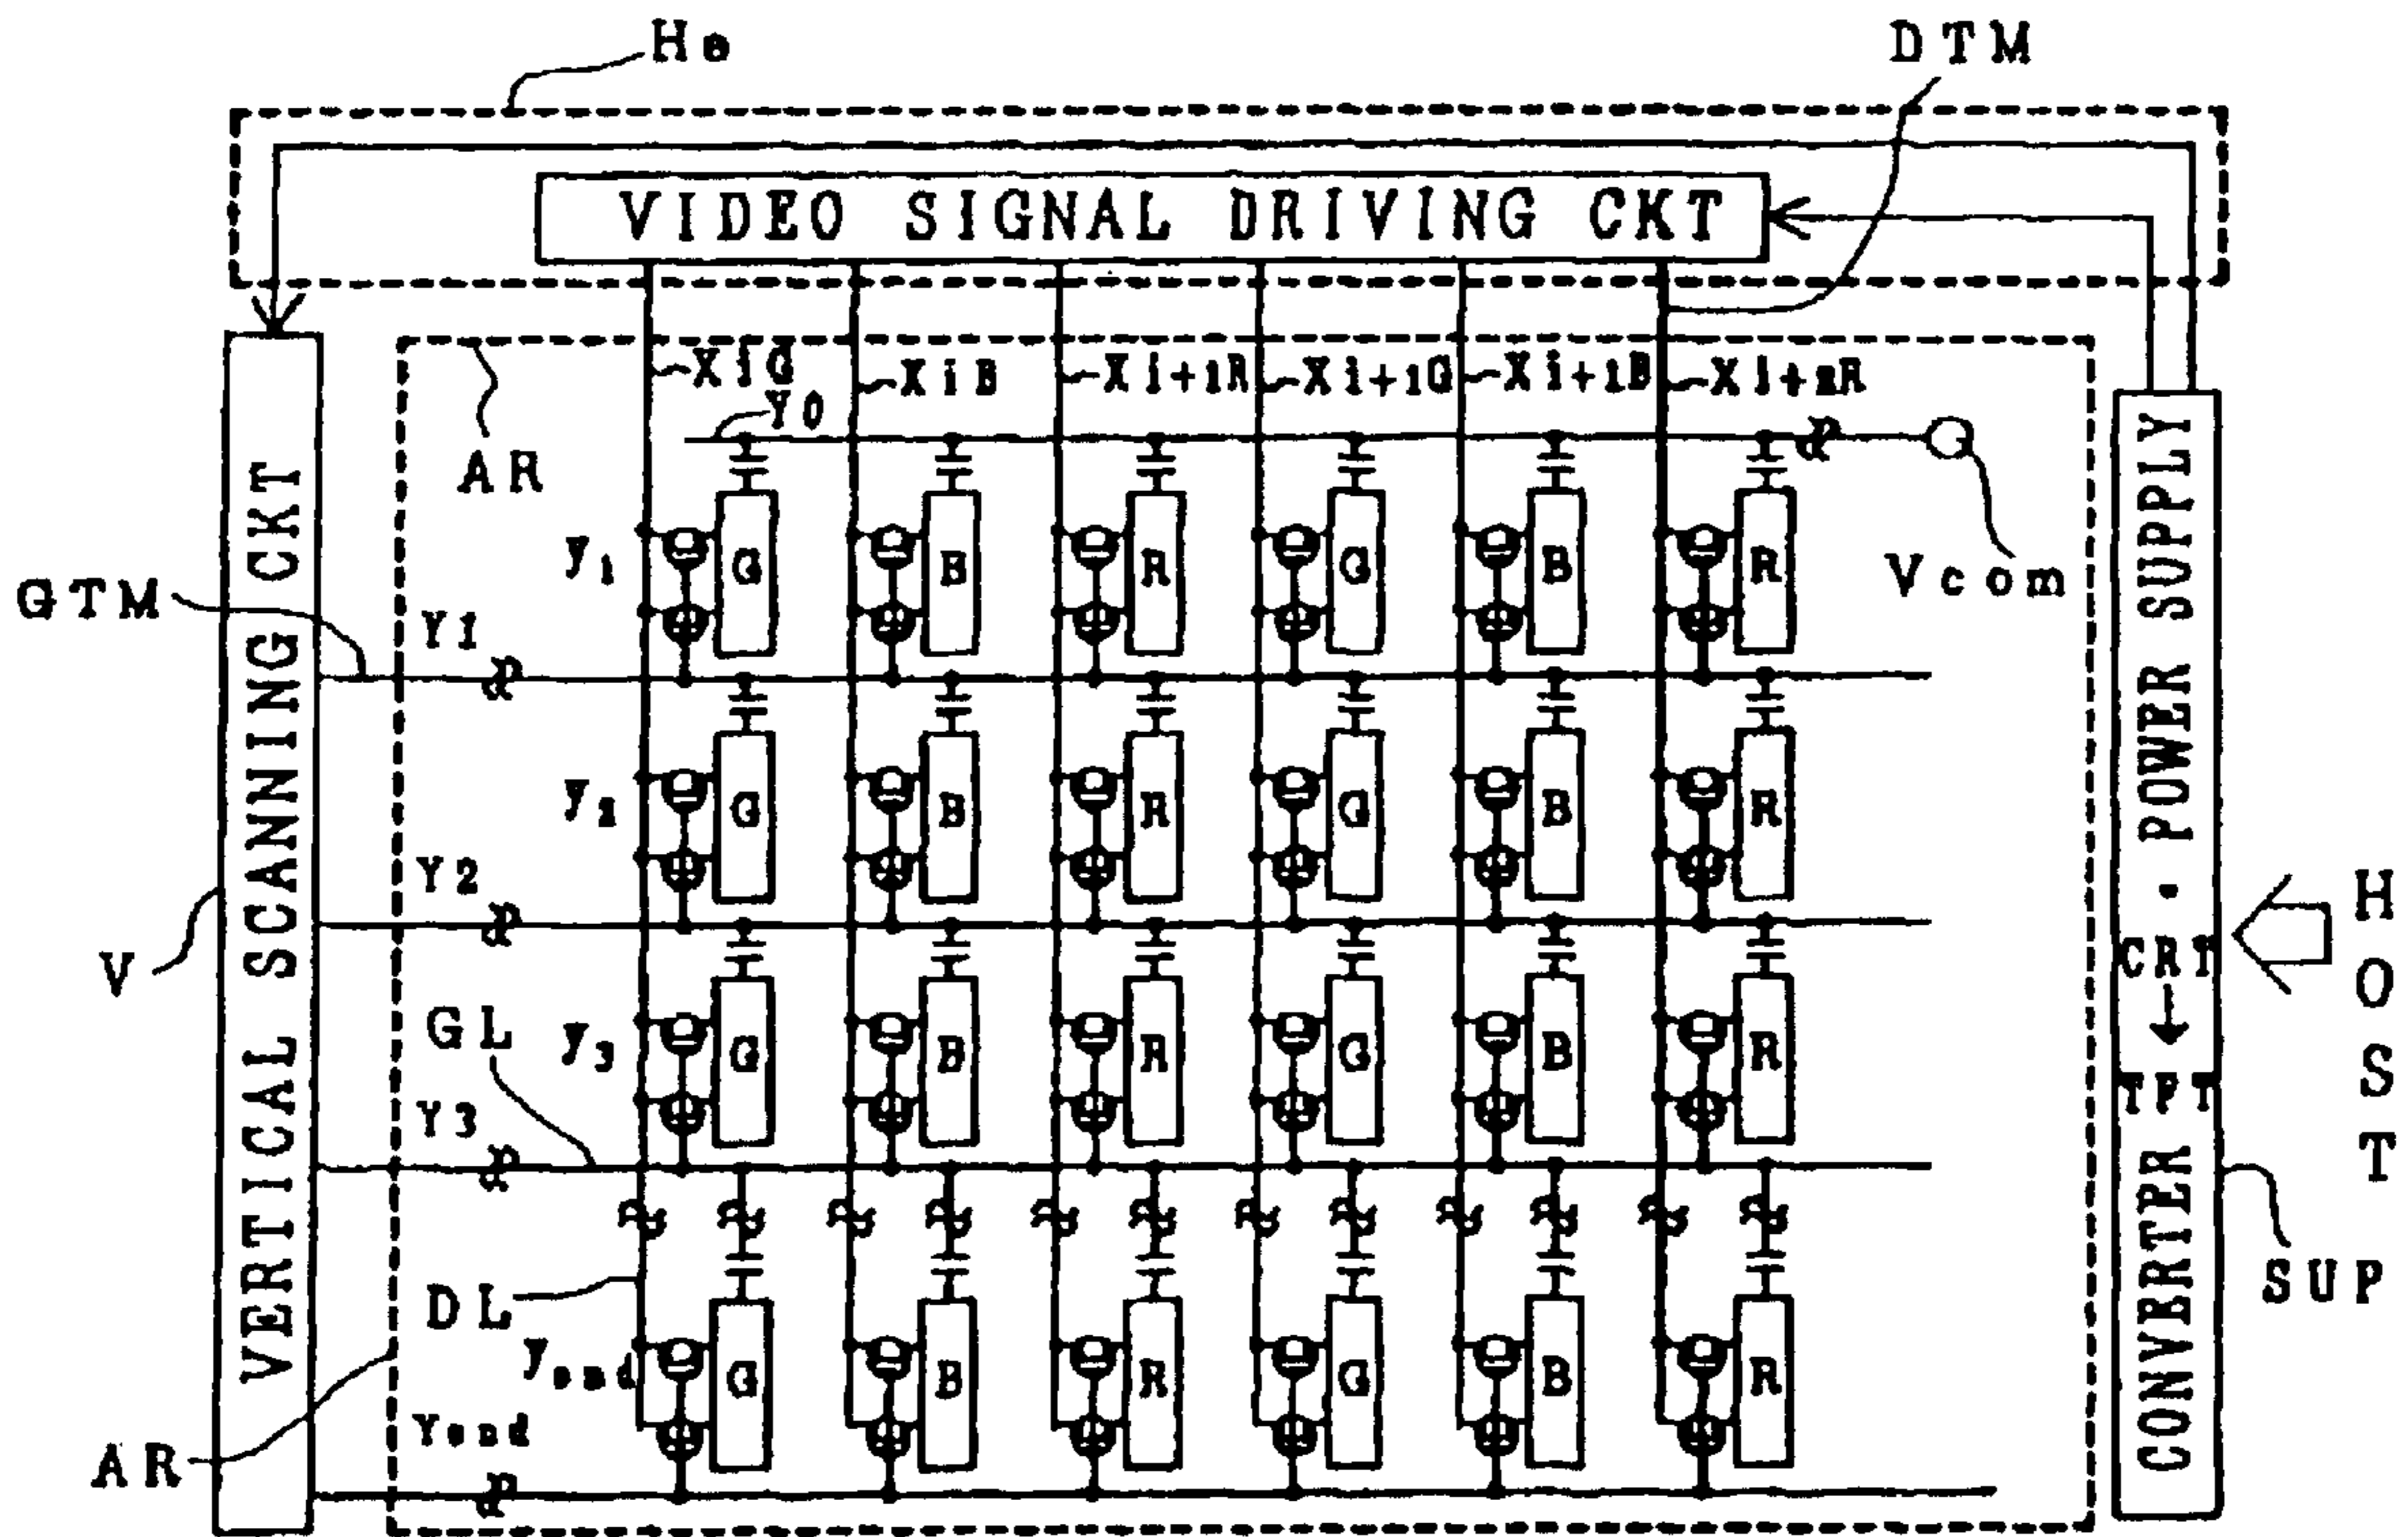 He
DTM
VIDEO SIGNAL DRIVING CKT
XiG
XiB
Xi+1R
Xi+1G
Xi+1B
Xi+2R
Y0
AR
Vcom
y1
G B R G B R
GTM
Y1
y2
G B R G B R
Y2
V
VERTICAL SCANNING CKT
GL
y3
G B R G B R
Y3
DL
yend
G B R G B R
Yend
AR
CONVERTER TFT ← CRT · POWER SUPPLY
HOST
SUP